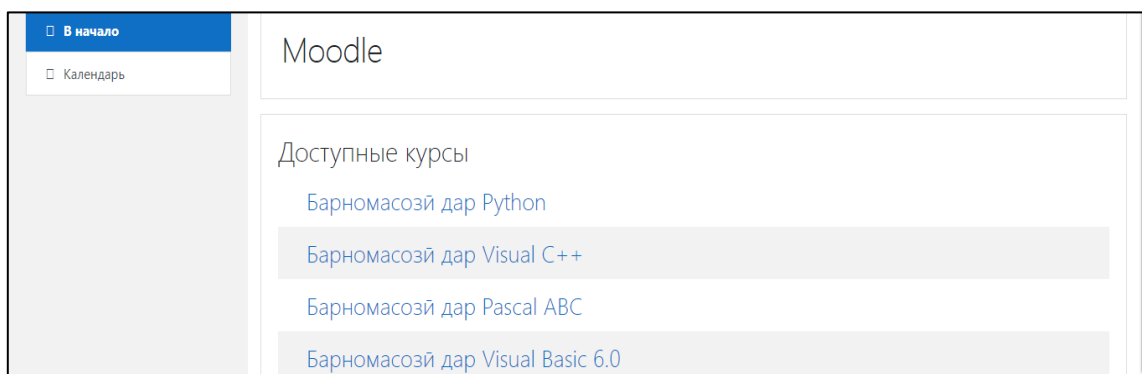 В начало
Календарь
Moodle
Доступные курсы
Барномасозӣ дар Python
Барномасозӣ дар Visual C++
Барномасозӣ дар Pascal ABC
Барномасозӣ дар Visual Basic 6.0